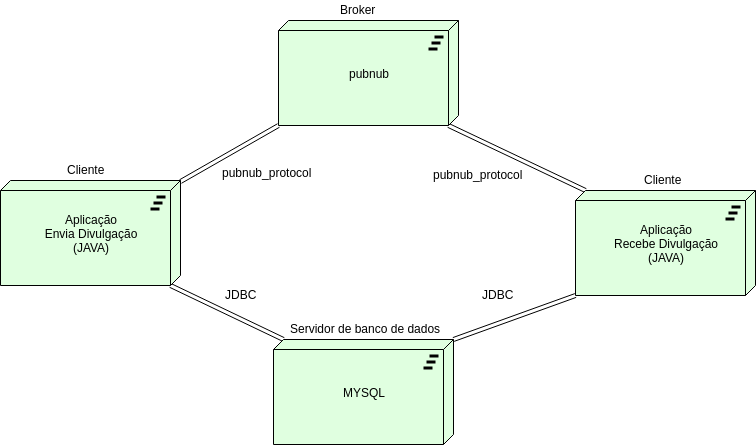 Broker
pubnub
Cliente
pubnub_protocol
pubnub_protocol
Cliente
Aplicação
Envia Divulgação
(JAVA)
Aplicação
Recebe Divulgação
(JAVA)
JDBC
JDBC
Servidor de banco de dados
MYSQL